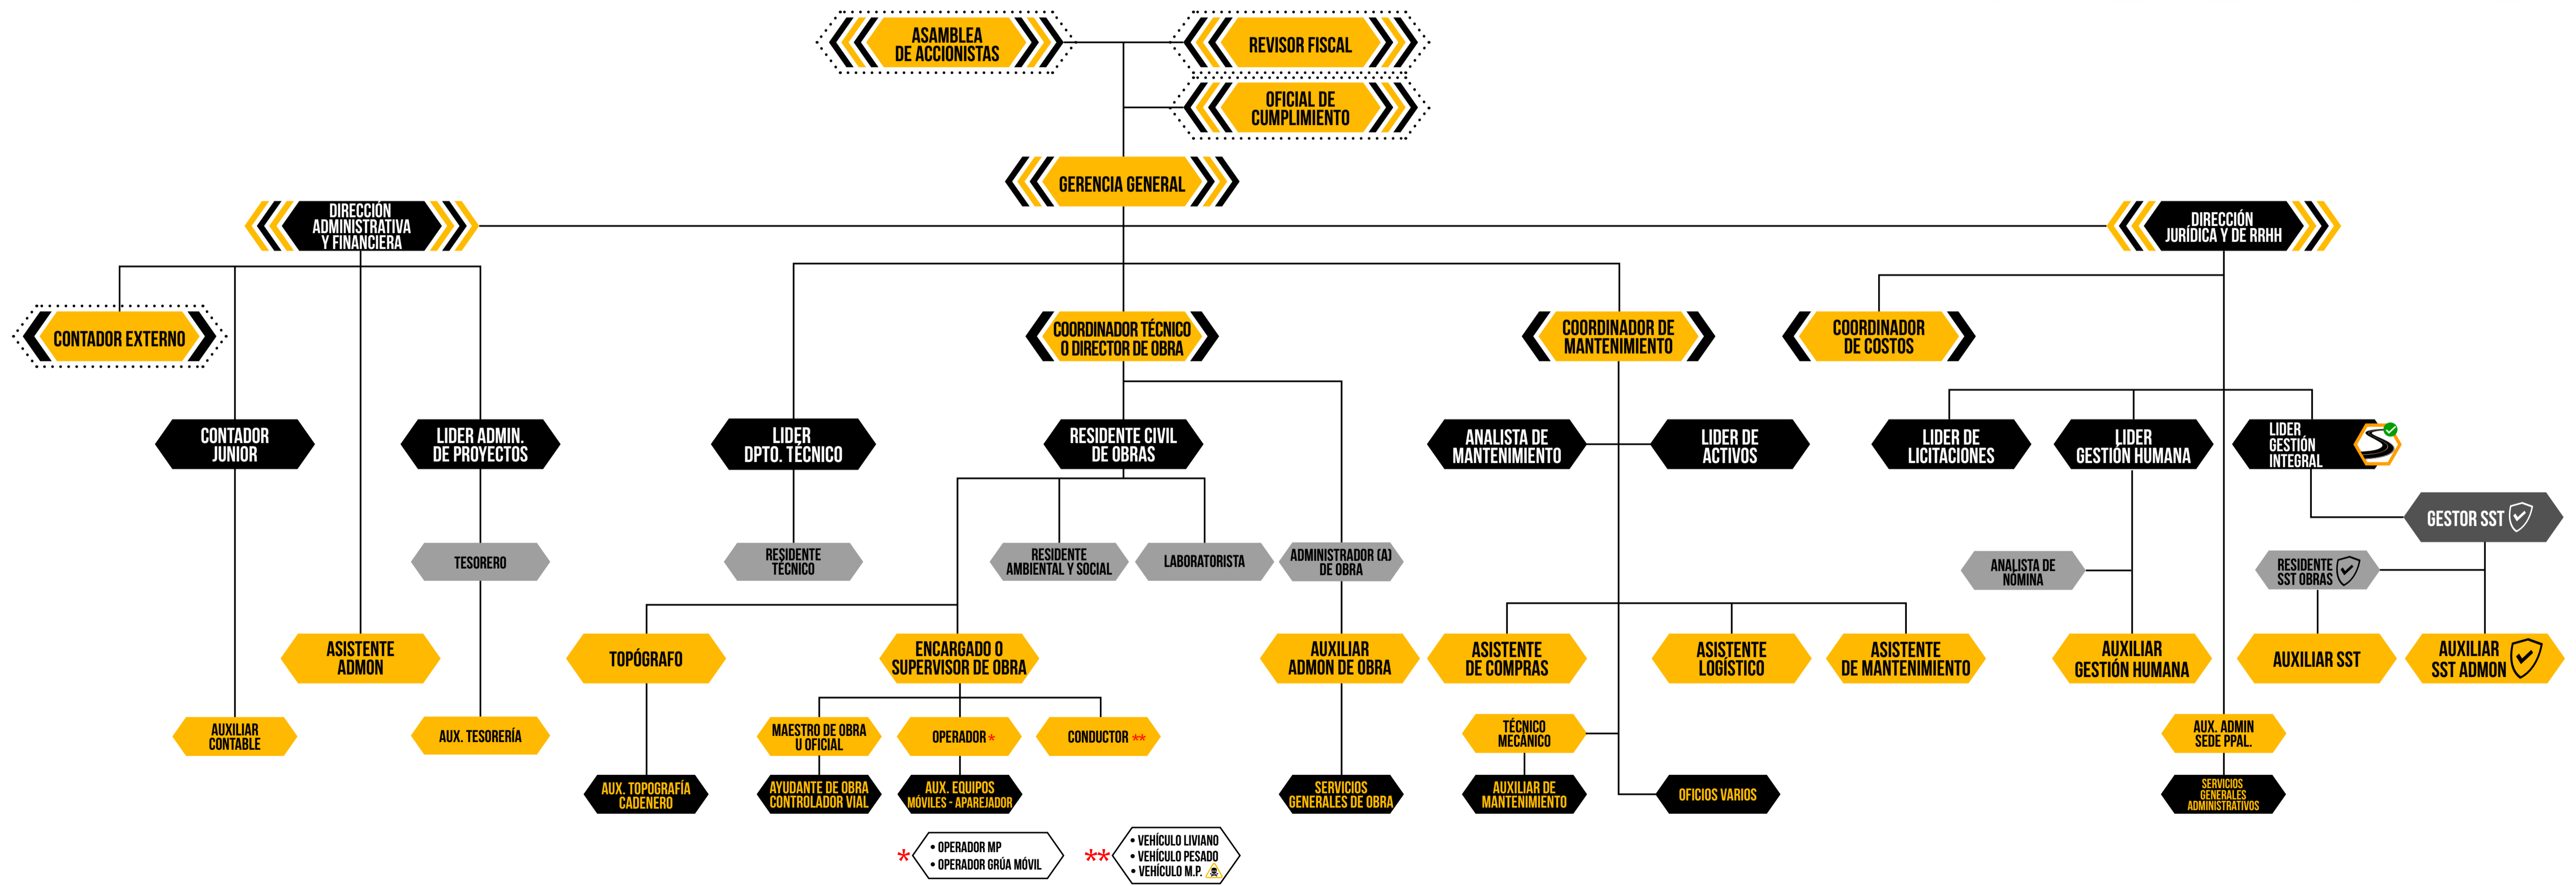 ASAMBLEA
DE ACCIONISTAS
REVISOR FISCAL
OFICIAL DE
CUMPLIMIENTO
GERENCIA GENERAL
DIRECCIÓN
ADMINISTRATIVA
Y FINANCIERA
DIRECCIÓN
JURÍDICA Y DE RRHH
CONTADOR EXTERNO
COORDINADOR TÉCNICO
O DIRECTOR DE OBRA
COORDINADOR DE
MANTENIMIENTO
COORDINADOR
DE COSTOS
CONTADOR
JUNIOR
LIDER ADMIN.
DE PROYECTOS
LIDER
DPTO. TÉCNICO
RESIDENTE CIVIL
DE OBRAS
ANALISTA DE
MANTENIMIENTO
LIDER DE
ACTIVOS
LIDER DE
LICITACIONES
LIDER
GESTIÓN HUMANA
LIDER
GESTIÓN
INTEGRAL
GESTOR SST
TESORERO
RESIDENTE
TÉCNICO
RESIDENTE
AMBIENTAL Y SOCIAL
LABORATORISTA
ADMINISTRADOR (A)
DE OBRA
ANALISTA DE
NÓMINA
RESIDENTE
SST OBRAS
ASISTENTE
ADMON
TOPÓGRAFO
ENCARGADO O
SUPERVISOR DE OBRA
AUXILIAR
ADMON DE OBRA
ASISTENTE
DE COMPRAS
ASISTENTE
LOGÍSTICO
ASISTENTE
DE MANTENIMIENTO
AUXILIAR
GESTIÓN HUMANA
AUXILIAR SST
AUXILIAR
SST ADMON
AUXILIAR
CONTABLE
AUX. TESORERÍA
MAESTRO DE OBRA
U OFICIAL
OPERADOR *
CONDUCTOR **
TÉCNICO
MECÁNICO
AUX. ADMIN
SEDE PPAL.
AUX. TOPOGRAFÍA
CADENERO
AYUDANTE DE OBRA
CONTROLADOR VIAL
AUX. EQUIPOS
MÓVILES - APAREJADOR
SERVICIOS
GENERALES DE OBRA
AUXILIAR DE
MANTENIMIENTO
OFICIOS VARIOS
SERVICIOS
GENERALES
ADMINISTRATIVOS
*
• OPERADOR MP
• OPERADOR GRÚA MÓVIL
**
• VEHÍCULO LIVIANO
• VEHÍCULO PESADO
• VEHÍCULO M.P.